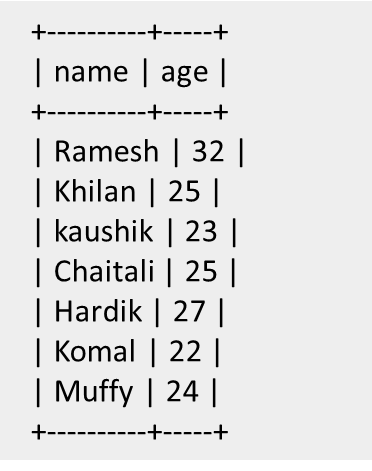 +----------+-----+
| name | age |
+----------+-----+
| Ramesh | 32 |
| Khilan | 25 |
| kaushik | 23 |
| Chaitali | 25 |
| Hardik | 27 |
| Komal | 22 |
| Muffy | 24 |
+----------+-----+